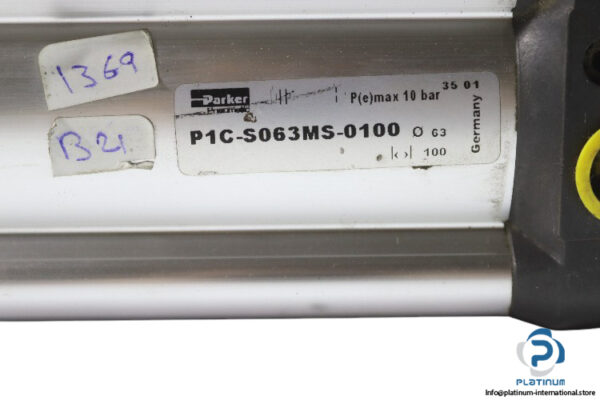 1369
B21
Parker
P(e)max 10 bar
35 01
Germany
P1C-S063MS-0100 Ø 63
|‹ ›| 100
PLATINUM
Info@platinum-international.store